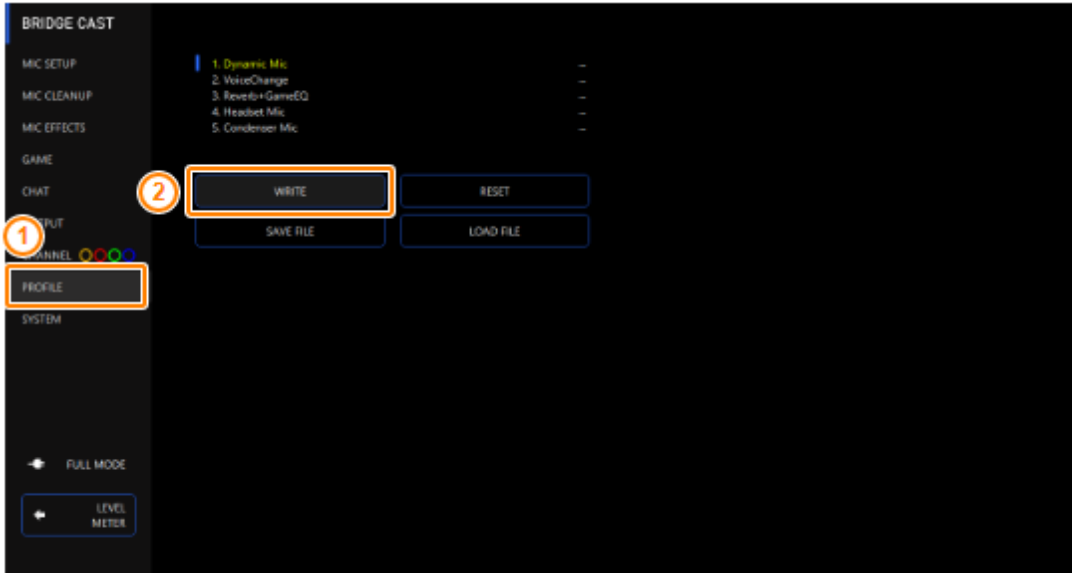 BRIDGE CAST
MIC SETUP
MIC CLEANUP
MIC EFFECTS
GAME
CHAT
PUT
CHANNEL
PROFILE
SYSTEM
FULL MODE
LEVEL
METER
1. Dynamic Mic --
2. VoiceChange --
3. Reverb+GameEQ --
4. Headset Mic --
5. Condenser Mic --
2
WRITE
RESET
1
SAVE FILE
LOAD FILE